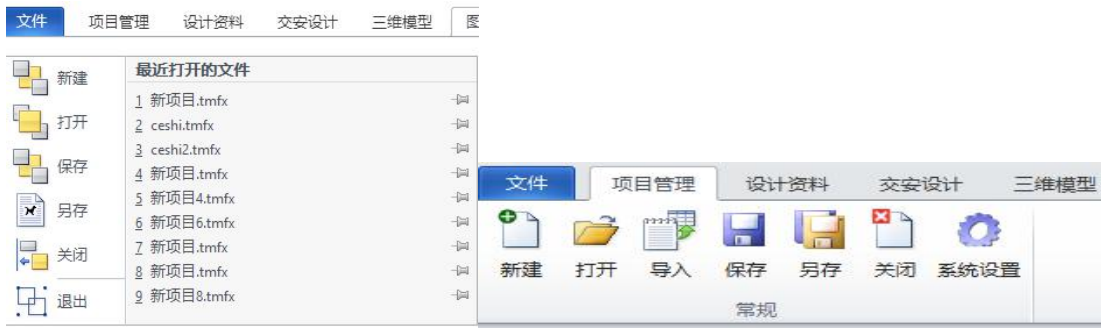 文件 项目管理 设计资料 交安设计 三维模型 图
新建
打开
保存
另存
关闭
退出
最近打开的文件
1 新项目.tmfx
2 ceshi.tmfx
3 ceshi2.tmfx
4 新项目.tmfx
5 新项目4.tmfx
6 新项目6.tmfx
7 新项目.tmfx
8 新项目.tmfx
9 新项目8.tmfx
文件 项目管理 设计资料 交安设计 三维模型
新建 打开 导入 保存 另存 关闭 系统设置
常规